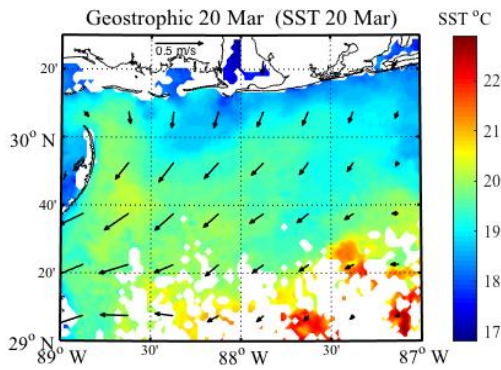 Geostrophic 20 Mar (SST 20 Mar)
SST °C
0.5 m/s
20'
30° N
40'
20'
29° N
89° W
30'
88° W
30'
87° W
22
21
20
19
18
17